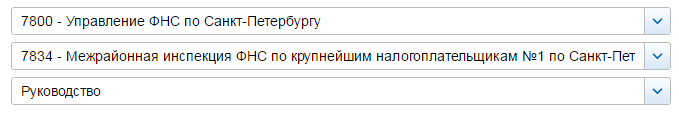 7800 - Управление ФНС по Санкт-Петербургу
7834 - Межрайонная инспекция ФНС по крупнейшим налогоплательщикам №1 по Санкт-Пет
Руководство